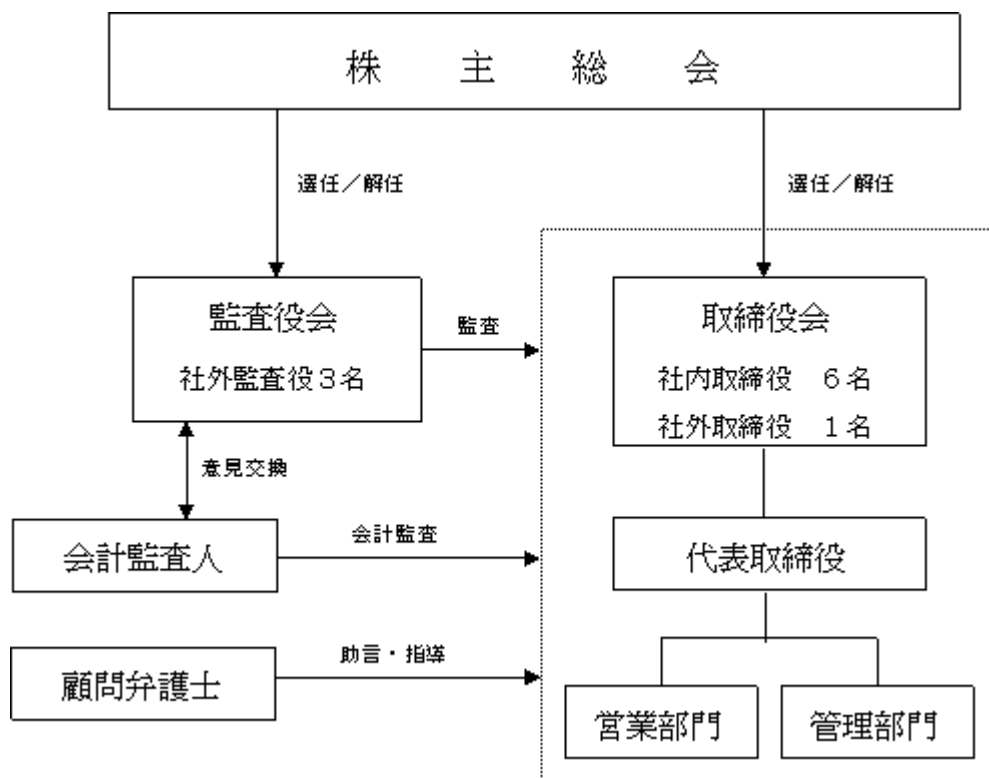 株　主　総　会
選任／解任
選任／解任
監査役会
社外監査役３名
監査
取締役会
社内取締役　６名
社外取締役　１名
意見交換
会計監査人
会計監査
代表取締役
顧問弁護士
助言・指導
営業部門
管理部門